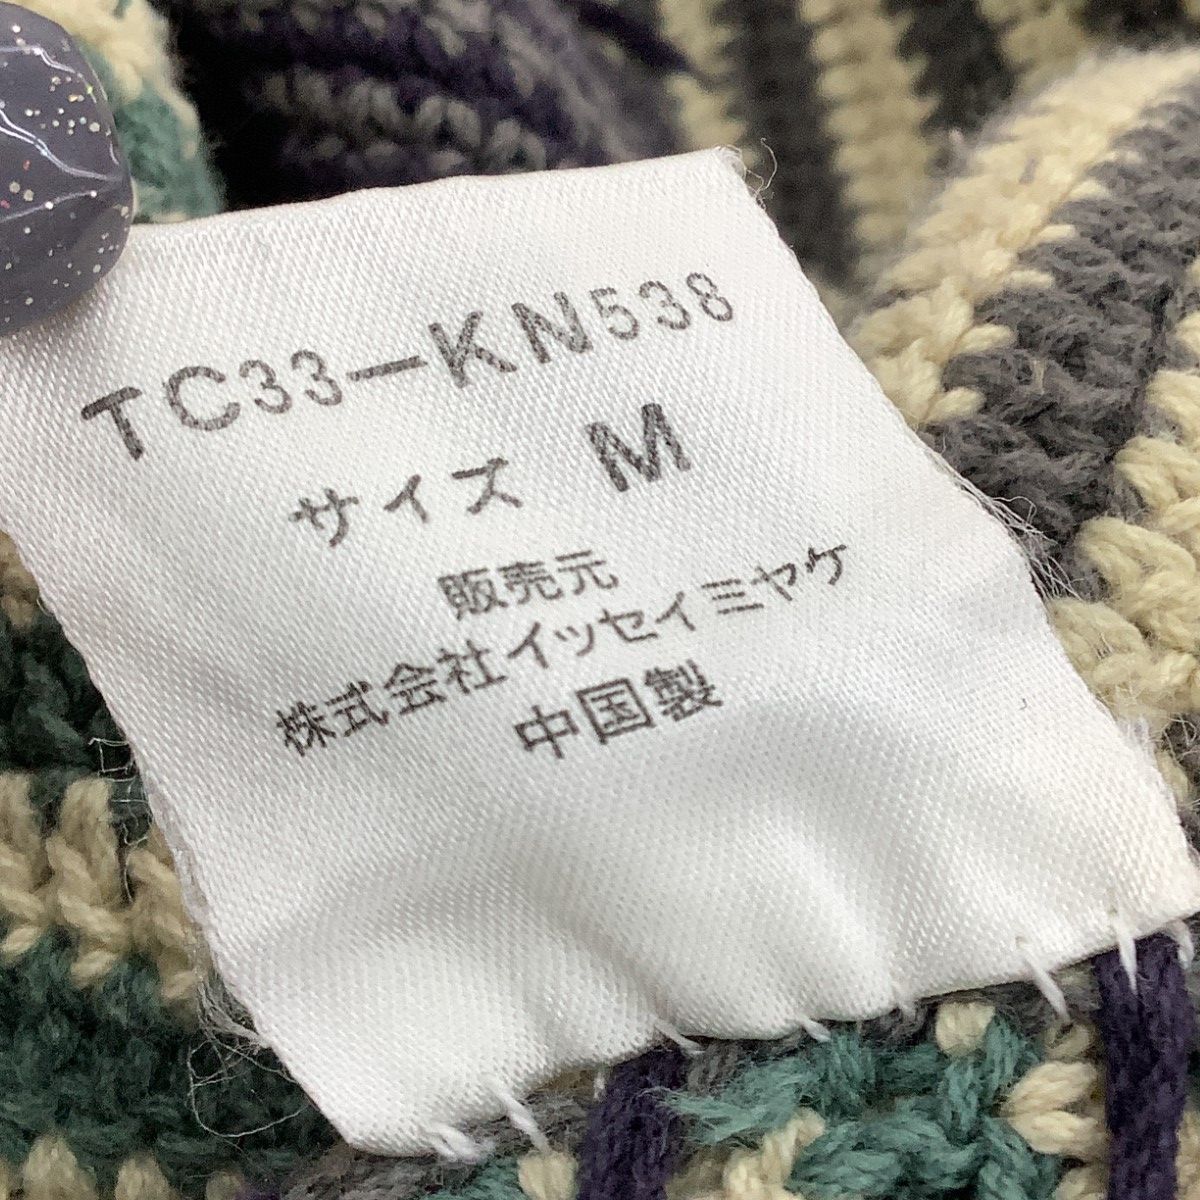 TC33-KN538
サイズ M
販売元
株式会社イッセイミヤケ
中国製